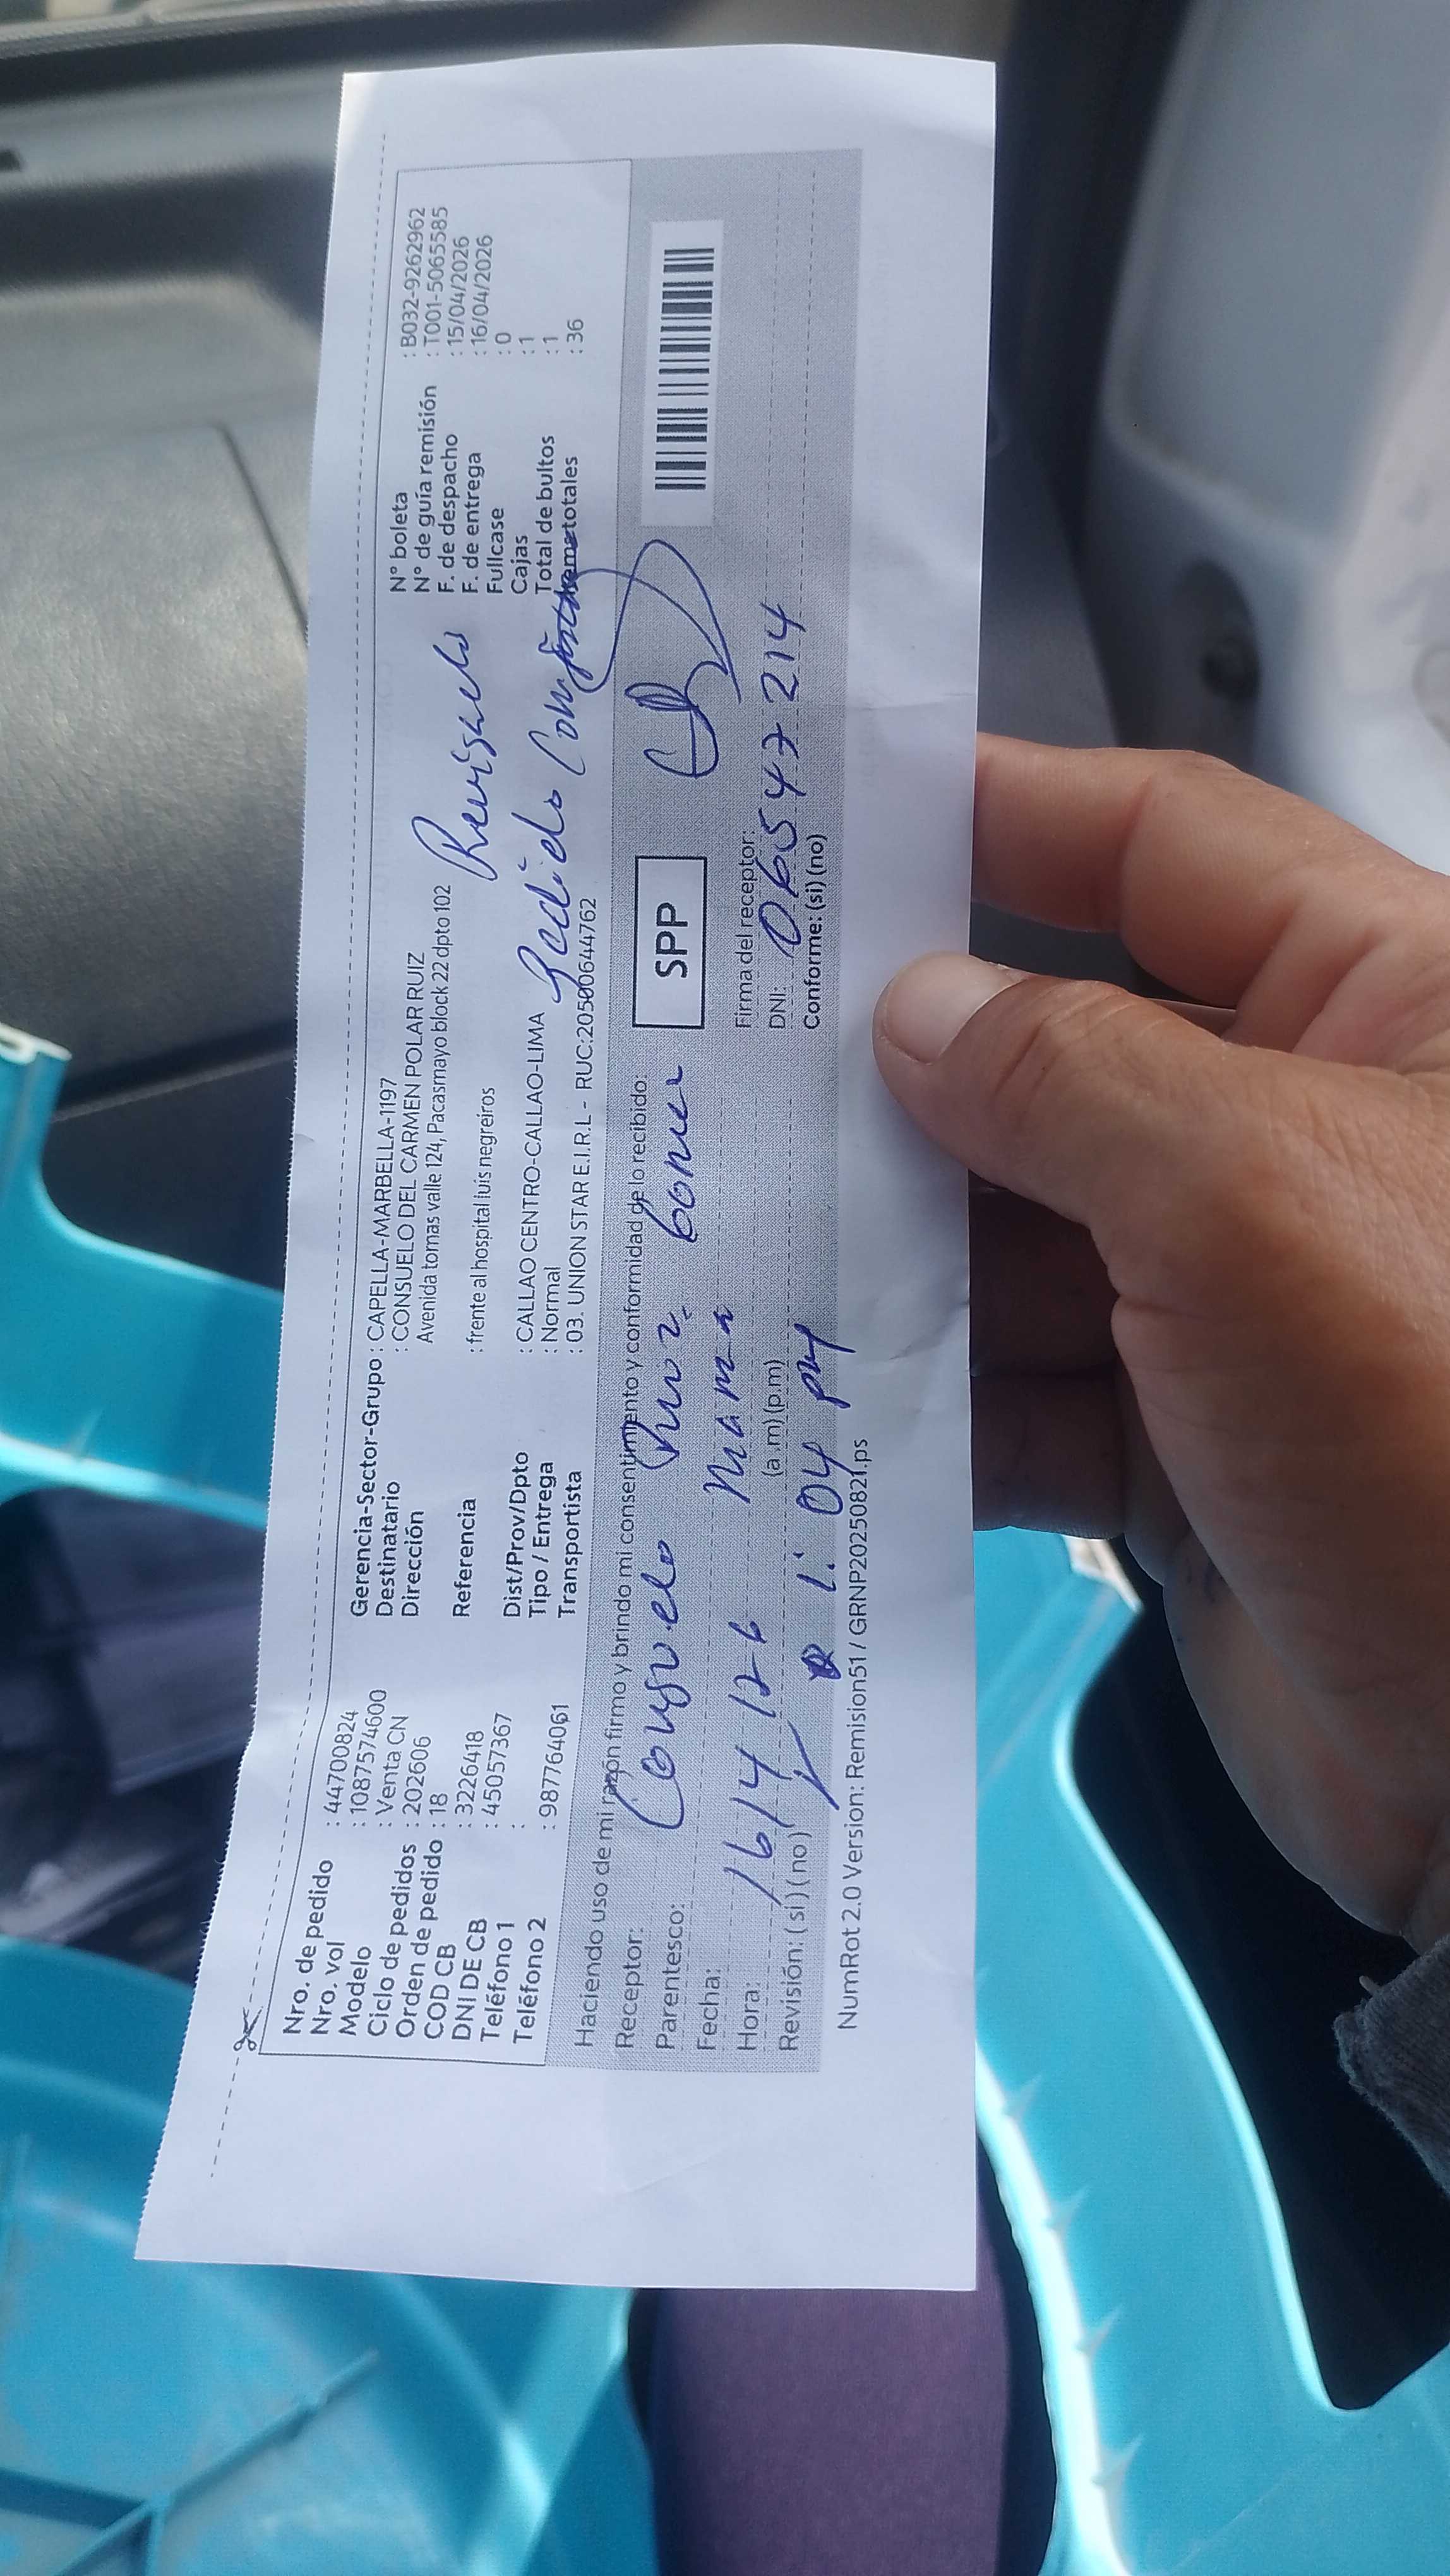 Nro. de pedido : 44700824
Nro. vol : 1087574600
Modelo : Venta CN
Ciclo de pedidos : 202606
Orden de pedido : 18
COD CB : 3226418
DNI DE CB : 45057367
Teléfono 1 :
Teléfono 2 : 987764061
Gerencia-Sector-Grupo : CAPELLA-MARBELLA-1197
Destinatario : CONSUELO DEL CARMEN POLAR RUIZ
Dirección Avenida tomas valle 124, Pacasmayo block 22 dpto 102
Referencia : frente al hospital luis negreiros
Dist/Prov/Dpto : CALLAO CENTRO-CALLAO-LIMA
Tipo / Entrega : Normal
Transportista : 03. UNION STAR E.I.R.L - RUC:20500644762
N° boleta : B032-9262962
N° de guía remisión : T001-5065585
F. de despacho : 15/04/2026
F. de entrega : 16/04/2026
Fullcase : 0
Cajas : 1
Total de bultos : 1
totales : 36
Revisado
Pedido Conforme
Haciendo uso de mi razón firmo y brindo mi consentimiento y conformidad de lo recibido:
Receptor: Consuelo Ruiz
Parentesco: mama
Fecha: 16/4/26
Hora: 1:04 pm (a.m) (p.m)
Revisión: ( si ) ( no )
SPP
Firma del receptor:
DNI: 06547214
Conforme: (si) (no)
NumRot 2.0 Version: Remision51 / GRNP20250821.ps